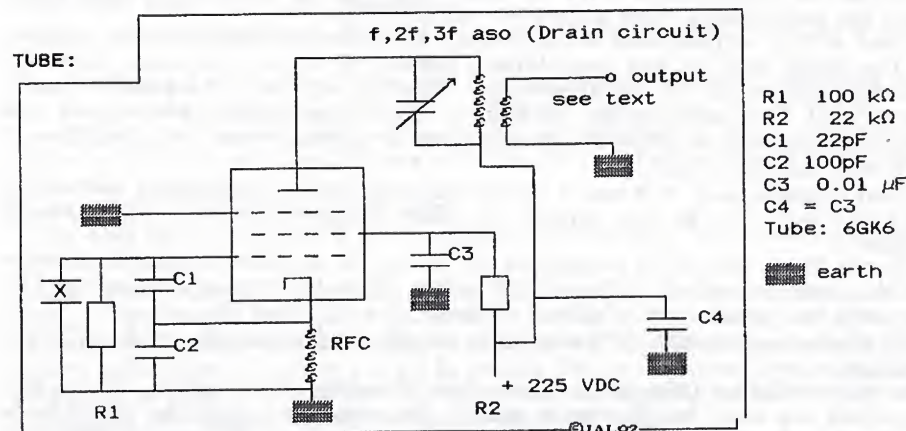 f,2f,3f aso (Drain circuit)
TUBE:
output
see text
R1 100 kΩ
R2 22 kΩ
C1 22pF
C2 100pF
C3 0.01 µF
C4 = C3
Tube: 6GK6
earth
C3
C1
X
C4
C2
RFC
+ 225 VDC
R1
R2
©JAL92